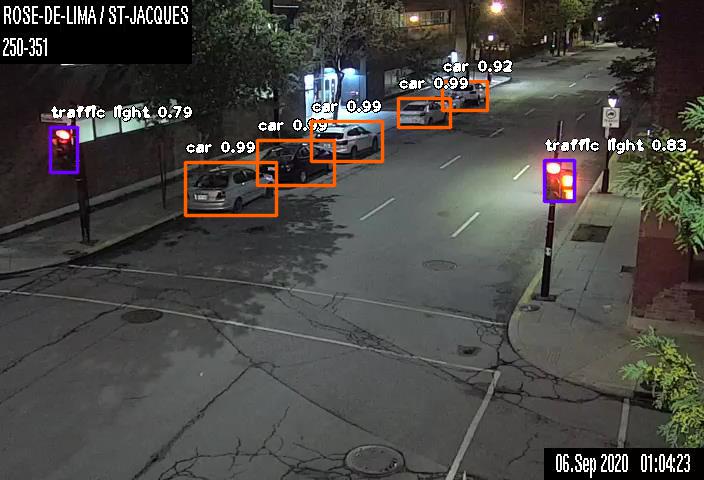 ROSE-DE-LIMA / ST-JACQUES
250-351
car 0.92
car 0.99
car 0.99
traffic light 0.79
car 0.99
car 0.99
traffic light 0.83
06.Sep 2020 01:04:23